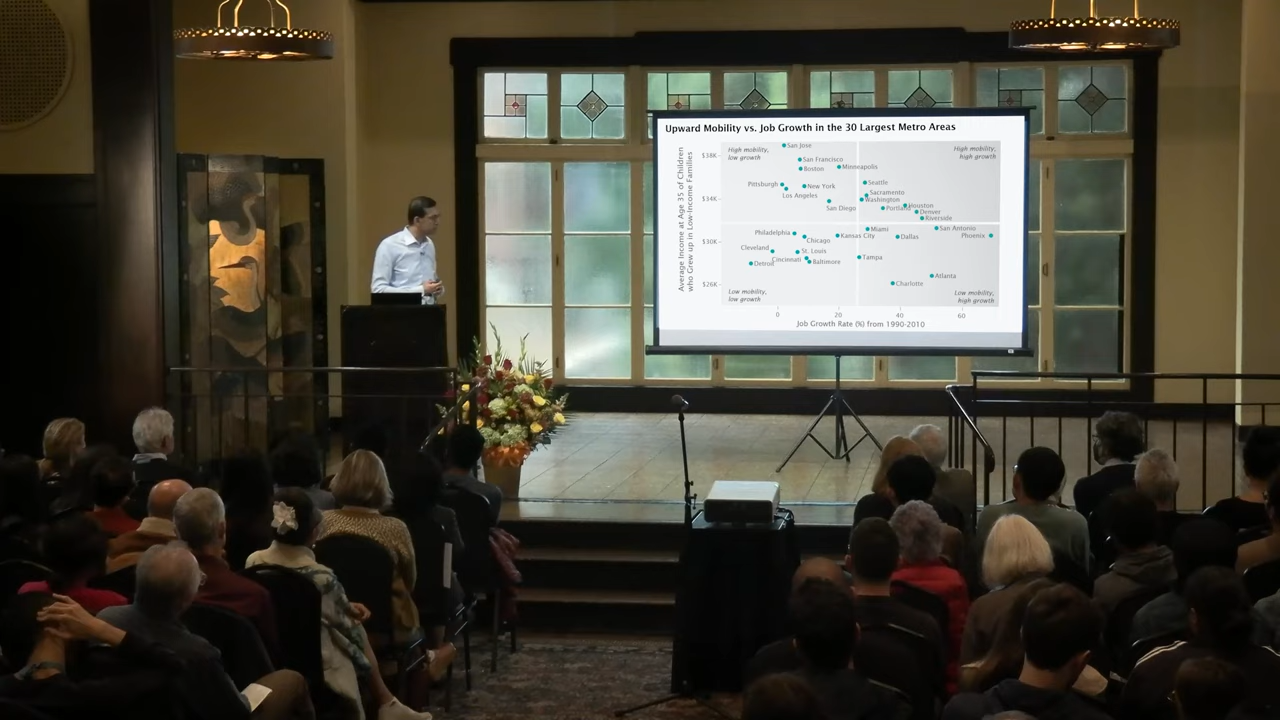 Upward Mobility vs. Job Growth in the 30 Largest Metro Areas
Average Income at Age 35 of Children
who Grew up in Low-Income Families
$38K
$34K
$30K
$26K
High mobility,
low growth
High mobility,
high growth
San Jose
San Francisco
Boston
Minneapolis
Pittsburgh
New York
Los Angeles
San Diego
Seattle
Sacramento
Washington
Portland
Houston
Denver
Riverside
Philadelphia
Chicago
Kansas City
Miami
Dallas
San Antonio
Phoenix
Cleveland
St. Louis
Detroit
Cincinnati
Baltimore
Tampa
Atlanta
Charlotte
Low mobility,
low growth
Low mobility,
high growth
0
20
40
60
Job Growth Rate (%) from 1990-2010